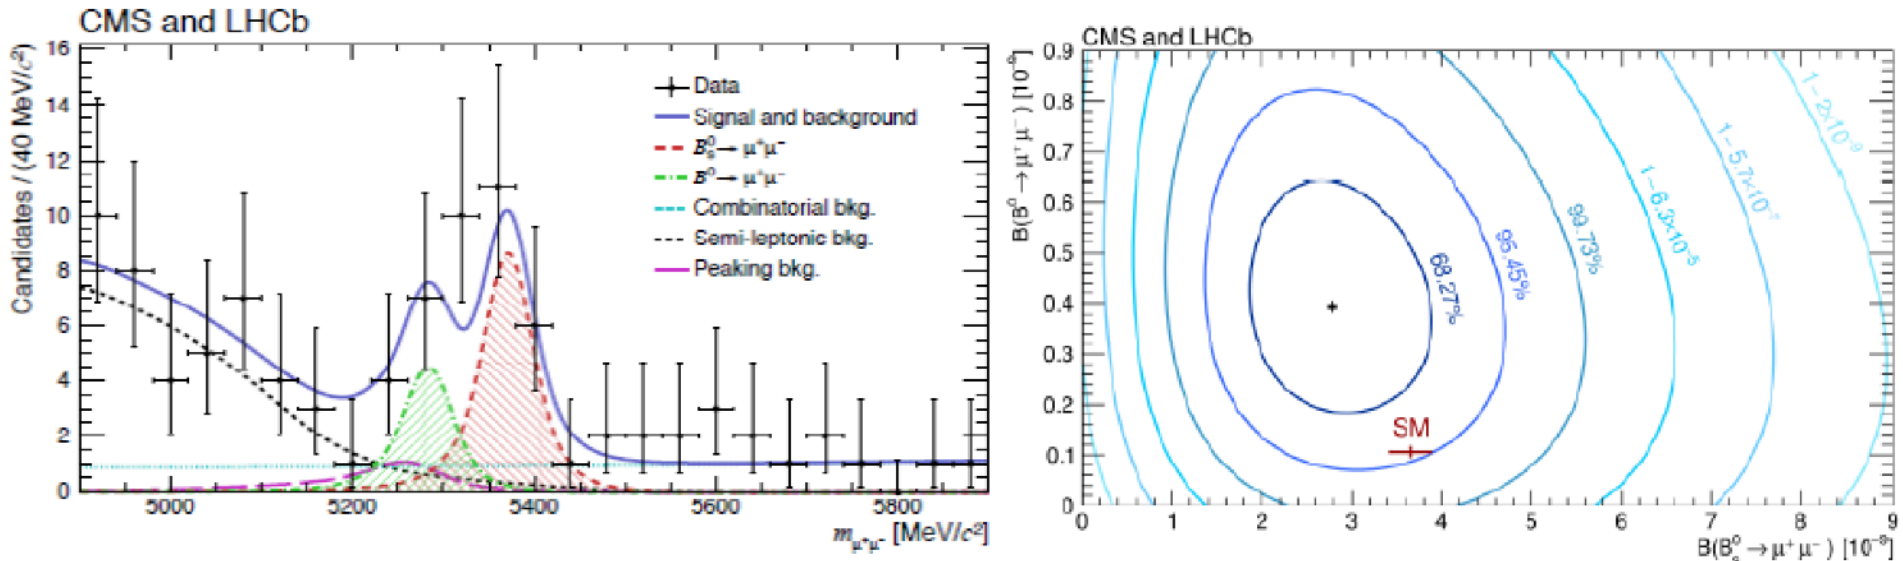 CMS and LHCb
Candidates / (40 MeV/c²)
16
14
12
10
8
6
4
2
0
Data
Signal and background
B⁰ₛ→ μ⁺μ⁻
B⁰→ μ⁺μ⁻
Combinatorial bkg.
Semi-leptonic bkg.
Peaking bkg.
5000 5200 5400 5600 5800
m_μ⁺μ⁻ [MeV/c²]
CMS and LHCb
B(B⁰→μ⁺μ⁻) [10⁻⁹]
0.9
0.8
0.7
0.6
0.5
0.4
0.3
0.2
0.1
0
68.27%
95.45%
99.73%
1−6.3×10⁻⁵
1−5.7×10⁻⁷
1−2×10⁻⁹
SM
0 1 2 3 4 5 6 7 8 9
B(B⁰ₛ→μ⁺μ⁻) [10⁻⁹]